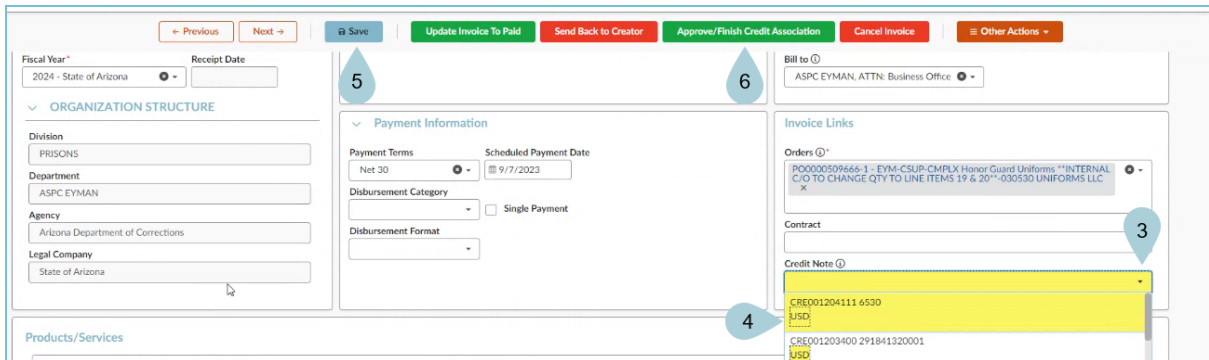 ← Previous
Next →
Save
Update Invoice To Paid
Send Back to Creator
Approve/Finish Credit Association
Cancel Invoice
≡ Other Actions
5
6
Fiscal Year*
Receipt Date
2024 - State of Arizona
ORGANIZATION STRUCTURE
Division
PRISONS
Department
ASPC EYMAN
Agency
Arizona Department of Corrections
Legal Company
State of Arizona
Payment Information
Payment Terms
Scheduled Payment Date
Net 30
9/7/2023
Disbursement Category
Single Payment
Disbursement Format
Bill to
ASPC EYMAN, ATTN: Business Office
Invoice Links
Orders *
PO0000509666-1 - EYM-CSUP-CMPLX Honor Guard Uniforms **INTERNAL
C/O TO CHANGE QTY TO LINE ITEMS 19 & 20**-030530 UNIFORMS LLC
Contract
3
Credit Note
CRE001204111 6530
USD
4
CRE001203400 291841320001
USD
Products/Services